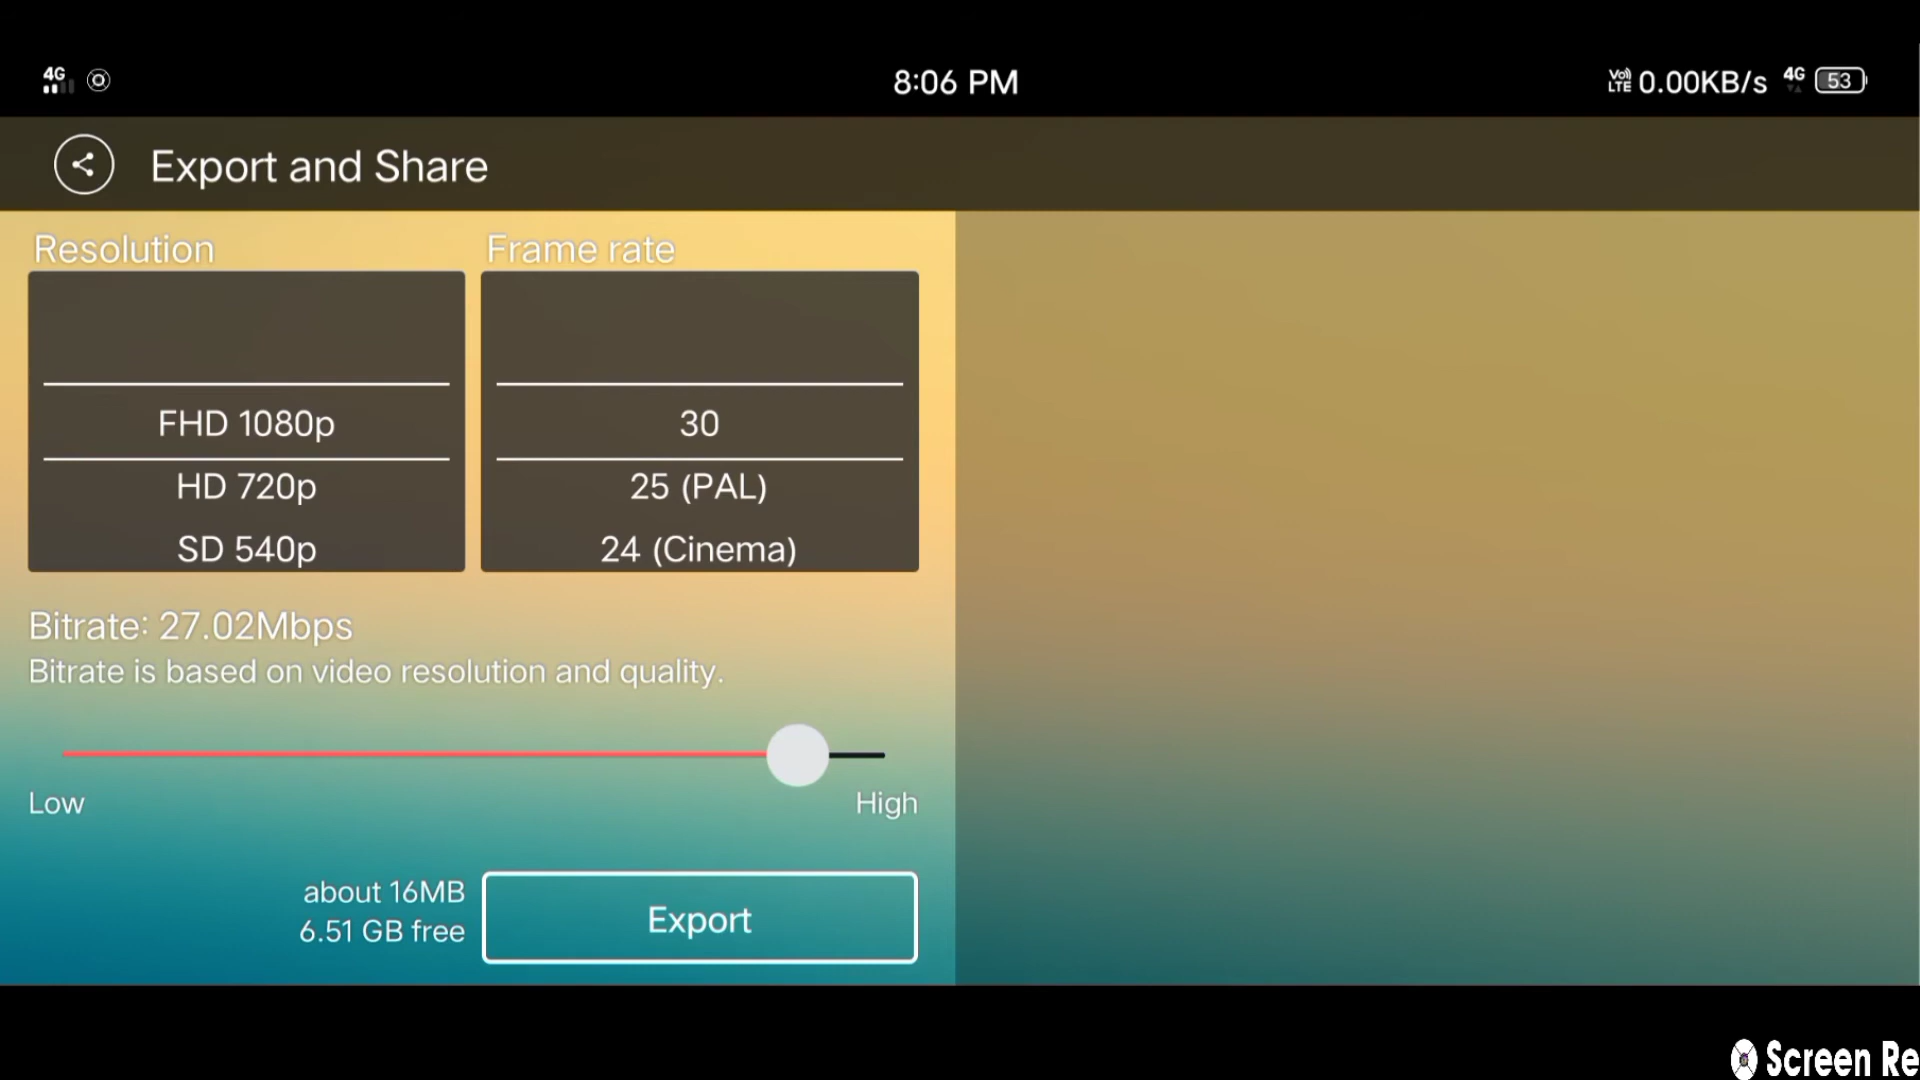 4G 8:06 PM Vo) LTE 0.00KB/s 4G 53
Export and Share
Resolution Frame rate
FHD 1080p 30
HD 720p 25 (PAL)
SD 540p 24 (Cinema)
Bitrate: 27.02Mbps
Bitrate is based on video resolution and quality.
Low High
about 16MB
6.51 GB free
Export
Screen Re